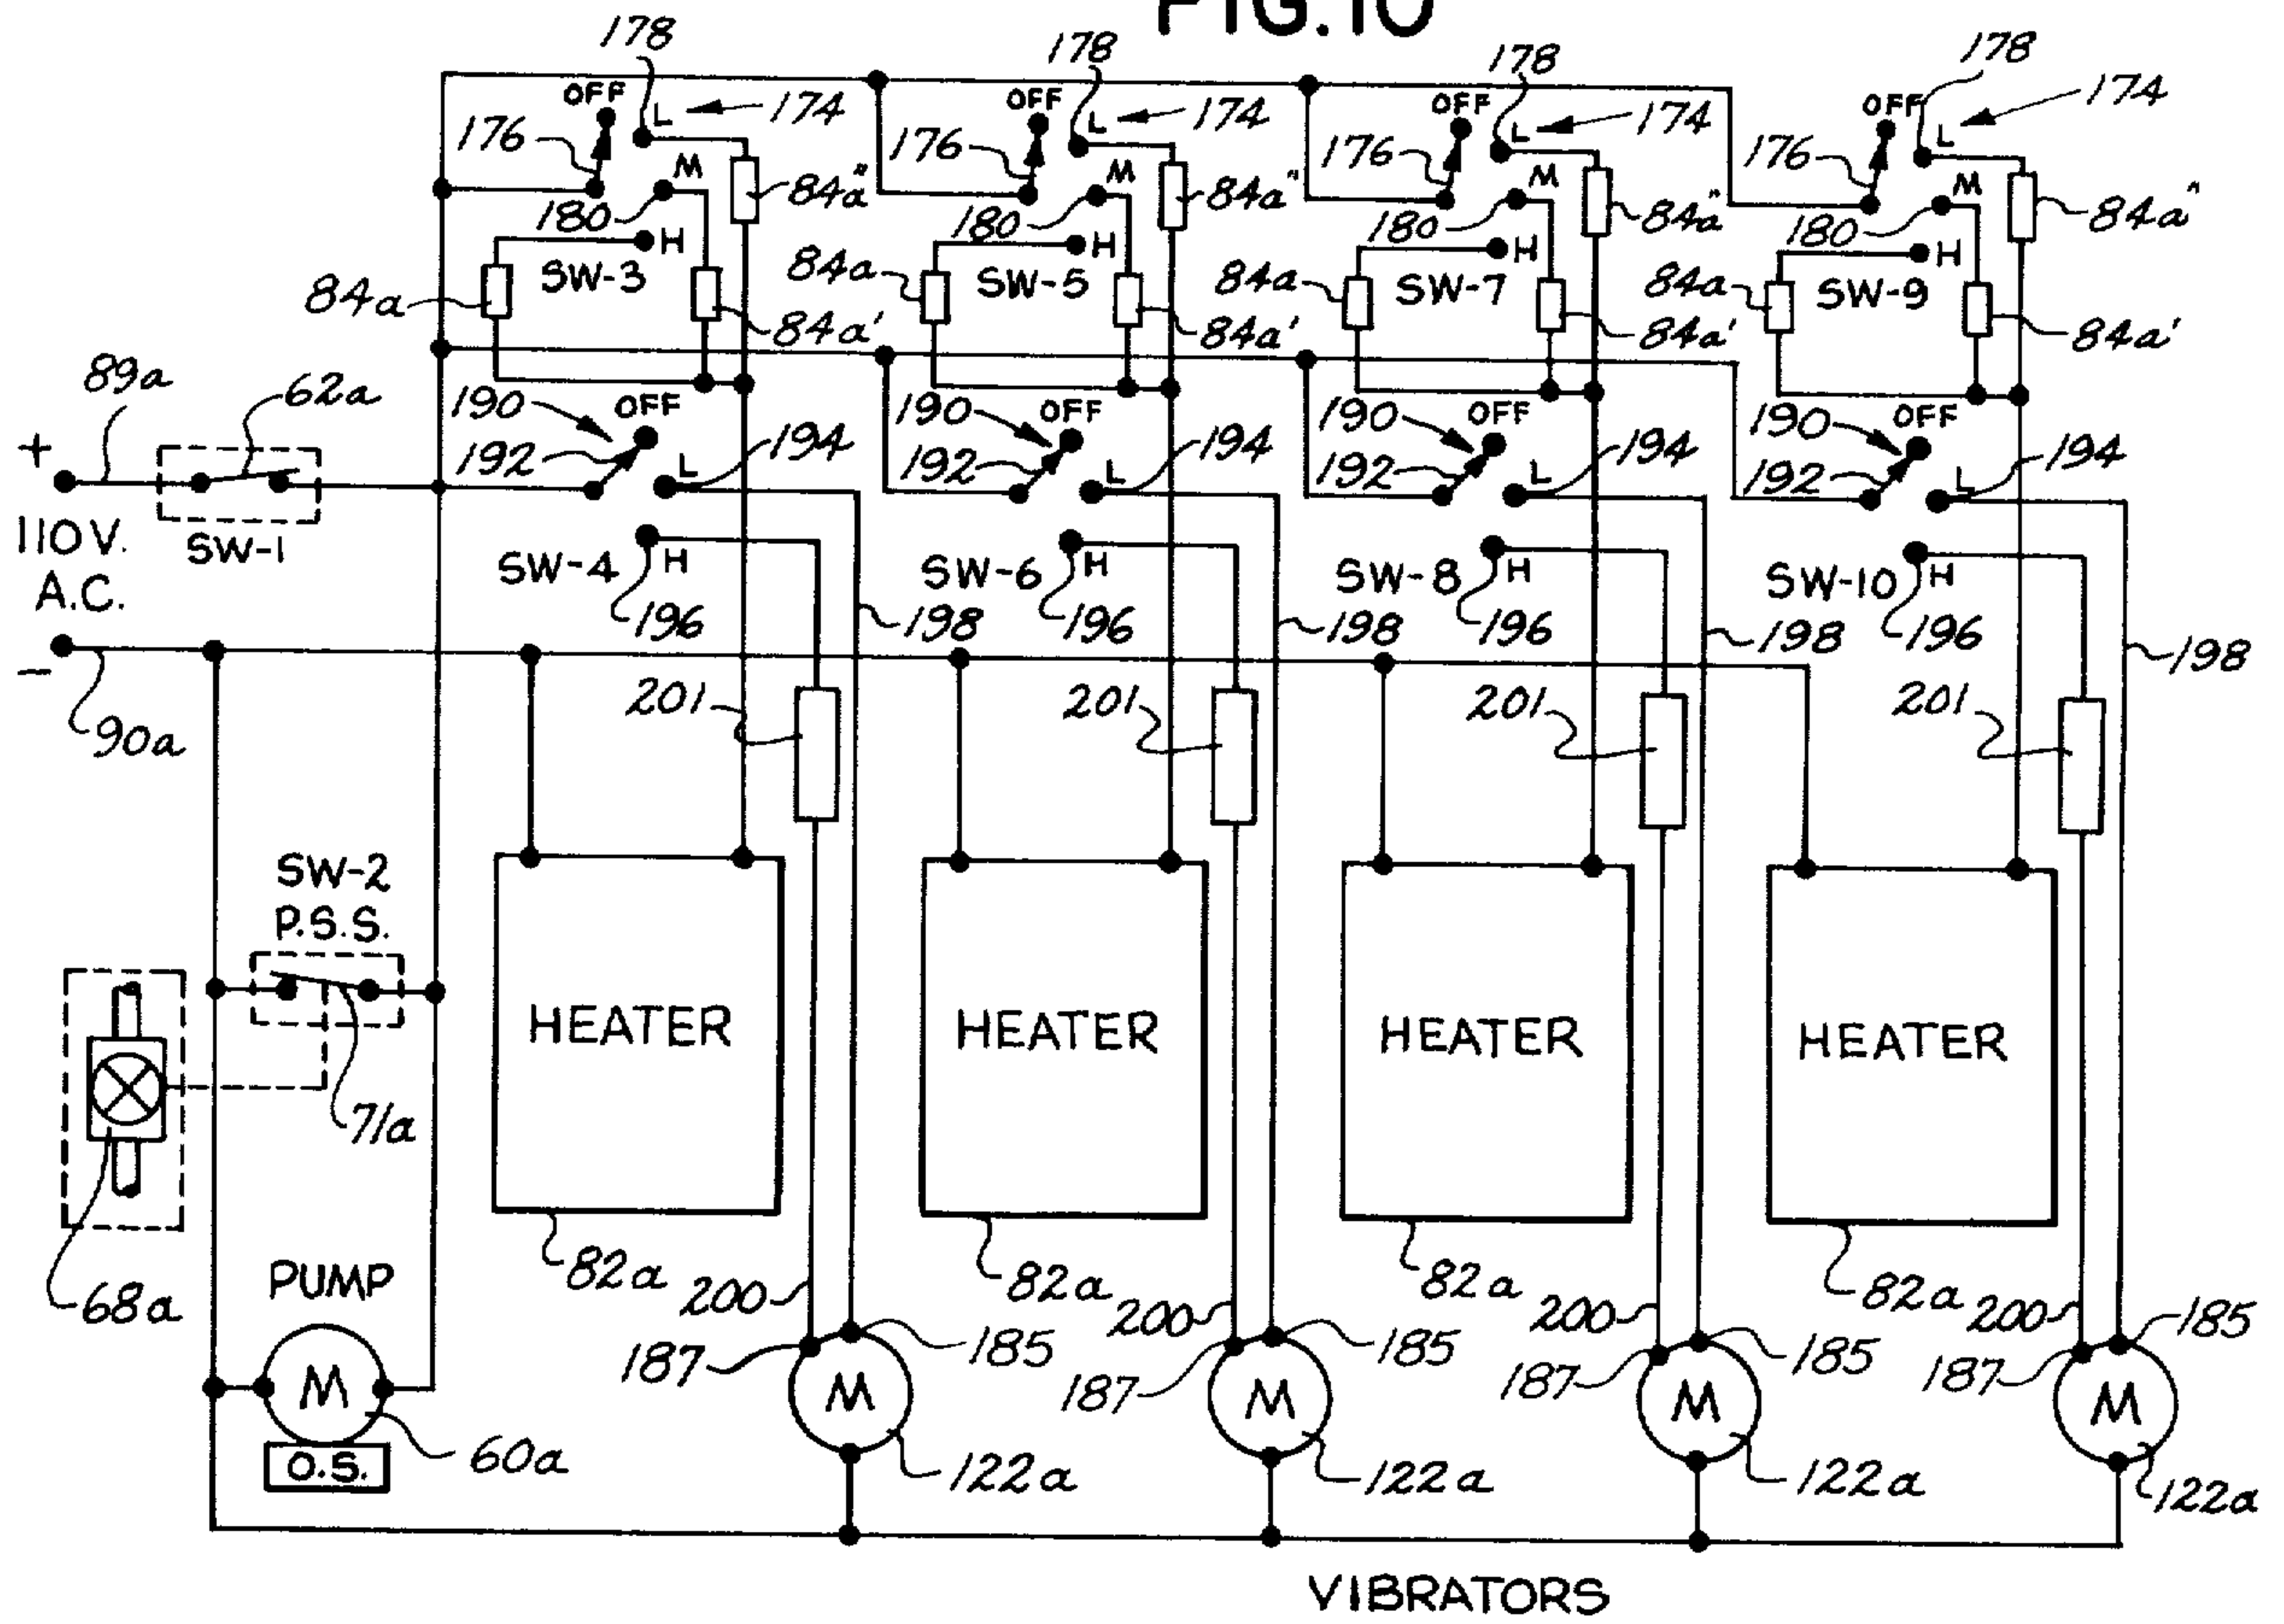 FIG.10
178 178 178 178
OFF L 174 OFF L 174 OFF L 174 OFF L 174
176 M 84a" 176 M 84a" 176 M 84a" 176 M 84a"
180 H 180 H 180 H 180 H
84a SW-3 84a' 84a SW-5 84a' 84a SW-7 84a' 84a SW-9 84a'
89a 62a
190 OFF 194 190 OFF 194 190 OFF 194 190 OFF 194
192 L 192 L 192 L 192 L
+
110V.
A.C.
SW-1
SW-4 H SW-6 H SW-8 H SW-10 H
196 198 196 198 196 198 196 198
−
90a
201 201 201 201
SW-2
P.S.S.
HEATER HEATER HEATER HEATER
71a
68a
82a 82a 82a 82a
PUMP
200 200 200 200
187 185 187 185 187 185 187 185
M M M M M
60a
O.S.
122a 122a 122a 122a
VIBRATORS